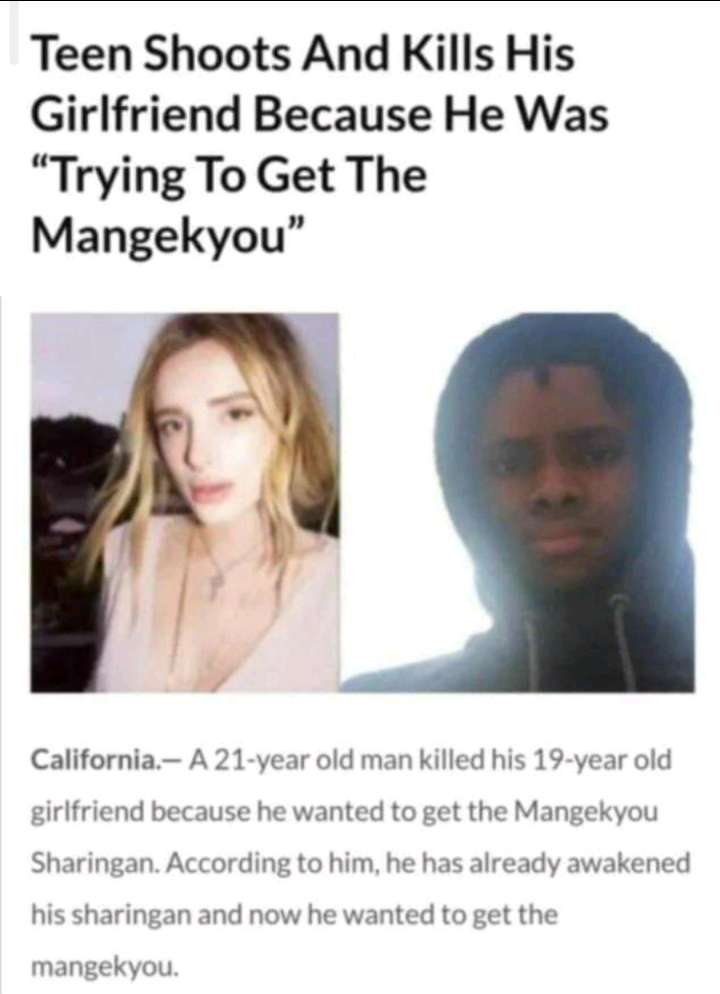 Teen Shoots And Kills His
Girlfriend Because He Was
“Trying To Get The
Mangekyou”
California.— A 21-year old man killed his 19-year old
girlfriend because he wanted to get the Mangekyou
Sharingan. According to him, he has already awakened
his sharingan and now he wanted to get the
mangekyou.